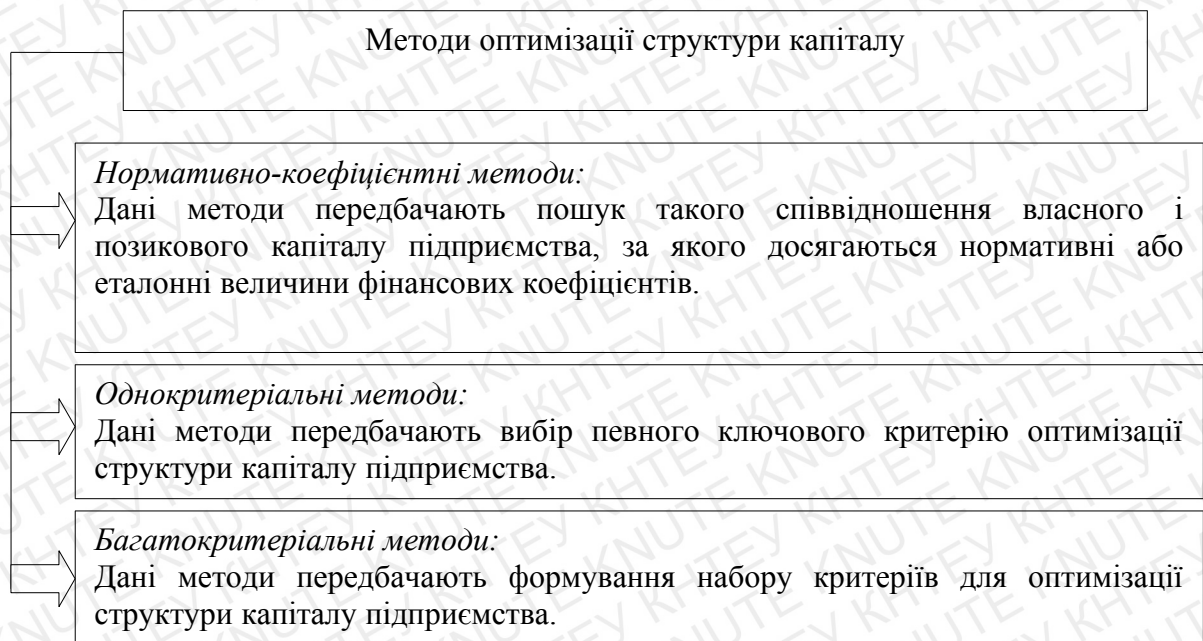 Методи оптимізації структури капіталу
Нормативно-коефіцієнтні методи:
Дані методи передбачають пошук такого співвідношення власного і
позикового капіталу підприємства, за якого досягаються нормативні або
еталонні величини фінансових коефіцієнтів.
Однокритеріальні методи:
Дані методи передбачають вибір певного ключового критерію оптимізації
структури капіталу підприємства.
Багатокритеріальні методи:
Дані методи передбачають формування набору критеріїв для оптимізації
структури капіталу підприємства.